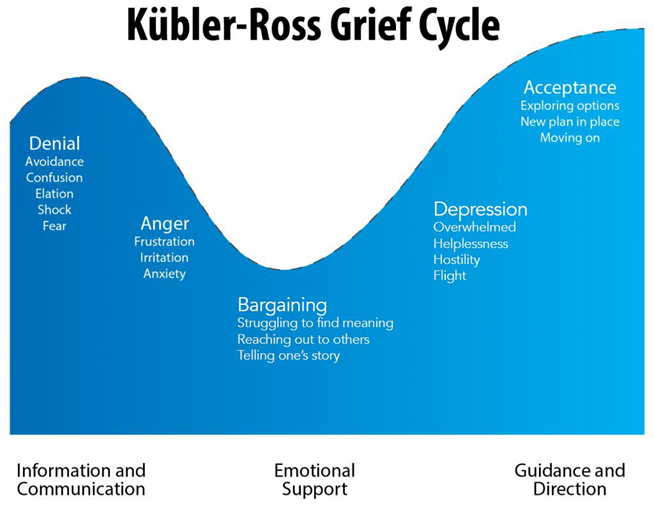 Kübler-Ross Grief Cycle
Denial
Avoidance
Confusion
Elation
Shock
Fear
Anger
Frustration
Irritation
Anxiety
Bargaining
Struggling to find meaning
Reaching out to others
Telling one's story
Depression
Overwhelmed
Helplessness
Hostility
Flight
Acceptance
Exploring options
New plan in place
Moving on
Information and
Communication
Emotional
Support
Guidance and
Direction